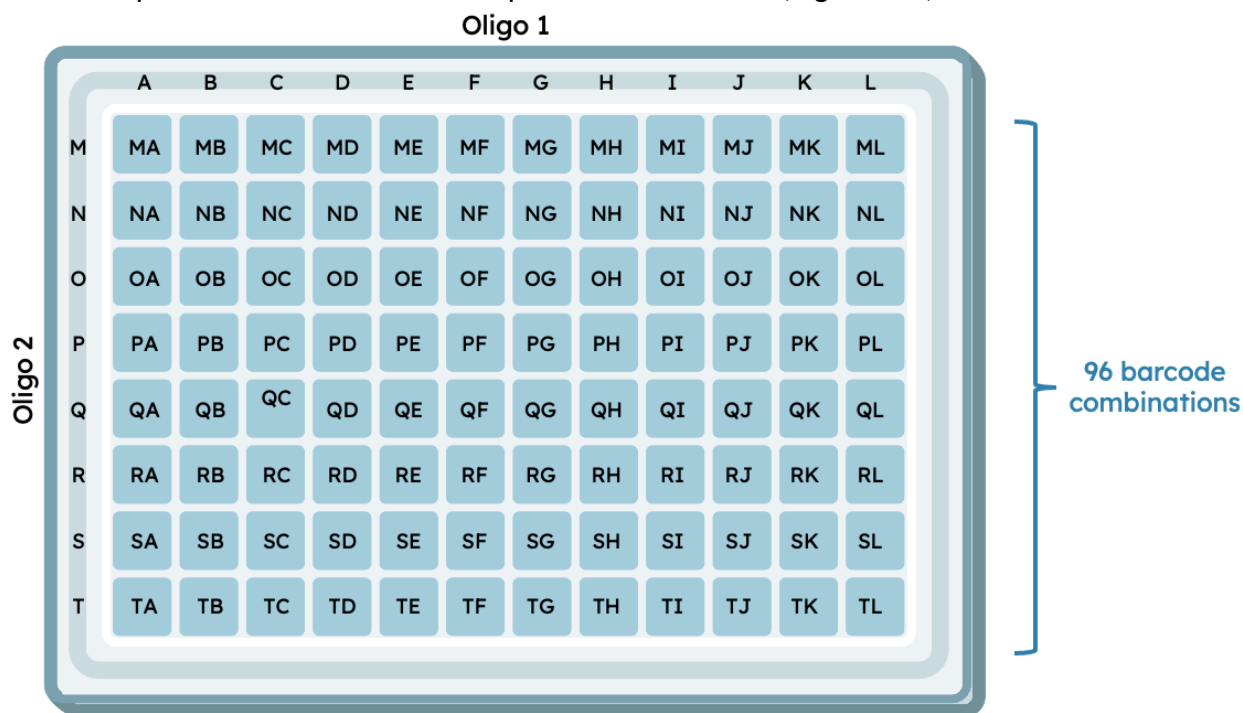 Oligo 1
A B C D E F G H I J K L
M MA MB MC MD ME MF MG MH MI MJ MK ML
N NA NB NC ND NE NF NG NH NI NJ NK NL
O OA OB OC OD OE OF OG OH OI OJ OK OL
P PA PB PC PD PE PF PG PH PI PJ PK PL
Q QA QB QC QD QE QF QG QH QI QJ QK QL
R RA RB RC RD RE RF RG RH RI RJ RK RL
S SA SB SC SD SE SF SG SH SI SJ SK SL
T TA TB TC TD TE TF TG TH TI TJ TK TL
Oligo 2
96 barcode
combinations